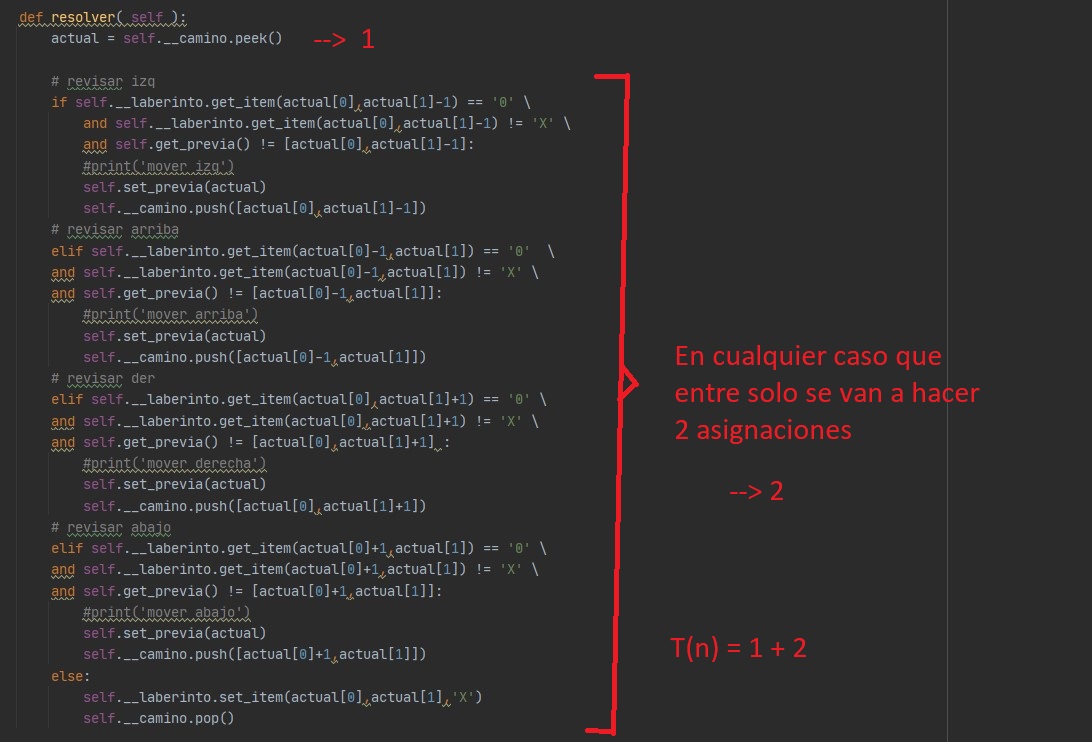 def resolver( self ):
actual = self.__camino.peek() --> 1
# revisar izq
if self.__laberinto.get_item(actual[0],actual[1]-1) == '0' \
and self.__laberinto.get_item(actual[0],actual[1]-1) != 'X' \
and self.get_previa() != [actual[0],actual[1]-1]:
#print('mover izq')
self.set_previa(actual)
self.__camino.push([actual[0],actual[1]-1])
# revisar arriba
elif self.__laberinto.get_item(actual[0]-1,actual[1]) == '0'  \
and self.__laberinto.get_item(actual[0]-1,actual[1]) != 'X' \
and self.get_previa() != [actual[0]-1,actual[1]]:
#print('mover arriba')
self.set_previa(actual)
self.__camino.push([actual[0]-1,actual[1]])
# revisar der
elif self.__laberinto.get_item(actual[0],actual[1]+1) == '0' \
and self.__laberinto.get_item(actual[0],actual[1]+1) != 'X' \
and self.get_previa() != [actual[0],actual[1]+1] :
#print('mover derecha')
self.set_previa(actual)
self.__camino.push([actual[0],actual[1]+1])
# revisar abajo
elif self.__laberinto.get_item(actual[0]+1,actual[1]) == '0' \
and self.__laberinto.get_item(actual[0]+1,actual[1]) != 'X' \
and self.get_previa() != [actual[0]+1,actual[1]]:
#print('mover abajo')
self.set_previa(actual)
self.__camino.push([actual[0]+1,actual[1]])
else:
self.__laberinto.set_item(actual[0],actual[1],'X')
self.__camino.pop()
En cualquier caso que
entre solo se van a hacer
2 asignaciones
--> 2
T(n) = 1 + 2